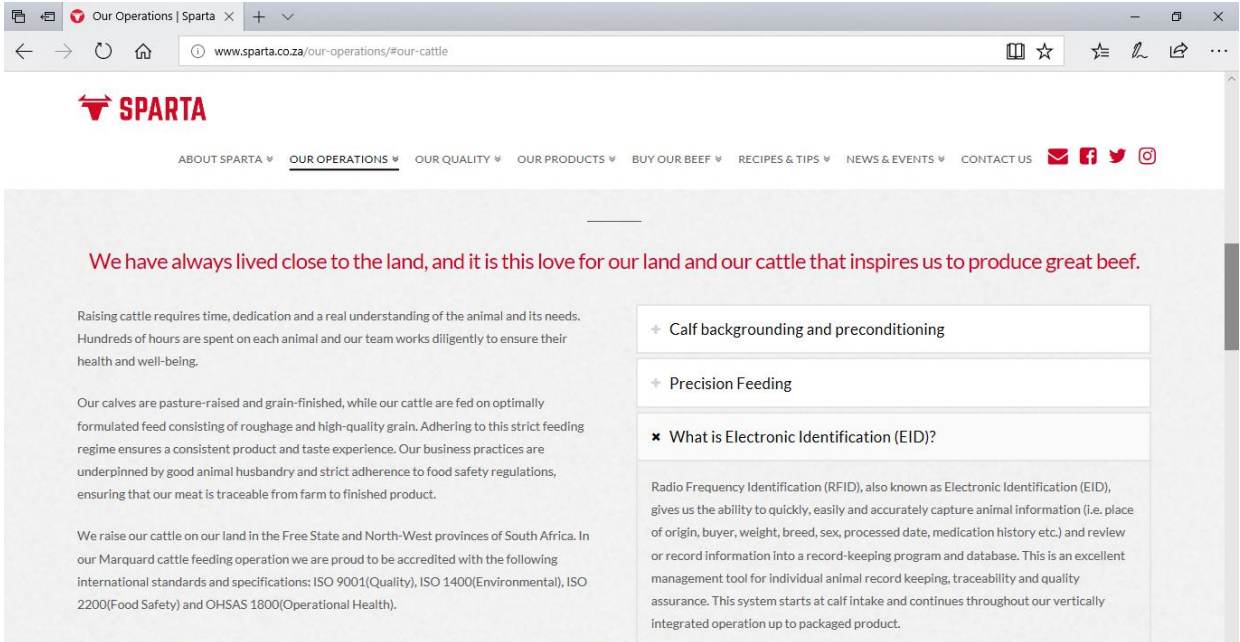 Our Operations | Sparta
www.sparta.co.za/our-operations/#our-cattle
SPARTA
ABOUT SPARTA OUR OPERATIONS OUR QUALITY OUR PRODUCTS BUY OUR BEEF RECIPES & TIPS NEWS & EVENTS CONTACT US
We have always lived close to the land, and it is this love for our land and our cattle that inspires us to produce great beef.
Raising cattle requires time, dedication and a real understanding of the animal and its needs.
Hundreds of hours are spent on each animal and our team works diligently to ensure their
health and well-being.
Our calves are pasture-raised and grain-finished, while our cattle are fed on optimally
formulated feed consisting of roughage and high-quality grain. Adhering to this strict feeding
regime ensures a consistent product and taste experience. Our business practices are
underpinned by good animal husbandry and strict adherence to food safety regulations,
ensuring that our meat is traceable from farm to finished product.
We raise our cattle on our land in the Free State and North-West provinces of South Africa. In
our Marquard cattle feeding operation we are proud to be accredited with the following
international standards and specifications: ISO 9001(Quality), ISO 1400(Environmental), ISO
2200(Food Safety) and OHSAS 1800(Operational Health).
Calf backgrounding and preconditioning
Precision Feeding
What is Electronic Identification (EID)?
Radio Frequency Identification (RFID), also known as Electronic Identification (EID),
gives us the ability to quickly, easily and accurately capture animal information (i.e. place
of origin, buyer, weight, breed, sex, processed date, medication history etc.) and review
or record information into a record-keeping program and database. This is an excellent
management tool for individual animal record keeping, traceability and quality
assurance. This system starts at calf intake and continues throughout our vertically
integrated operation up to packaged product.